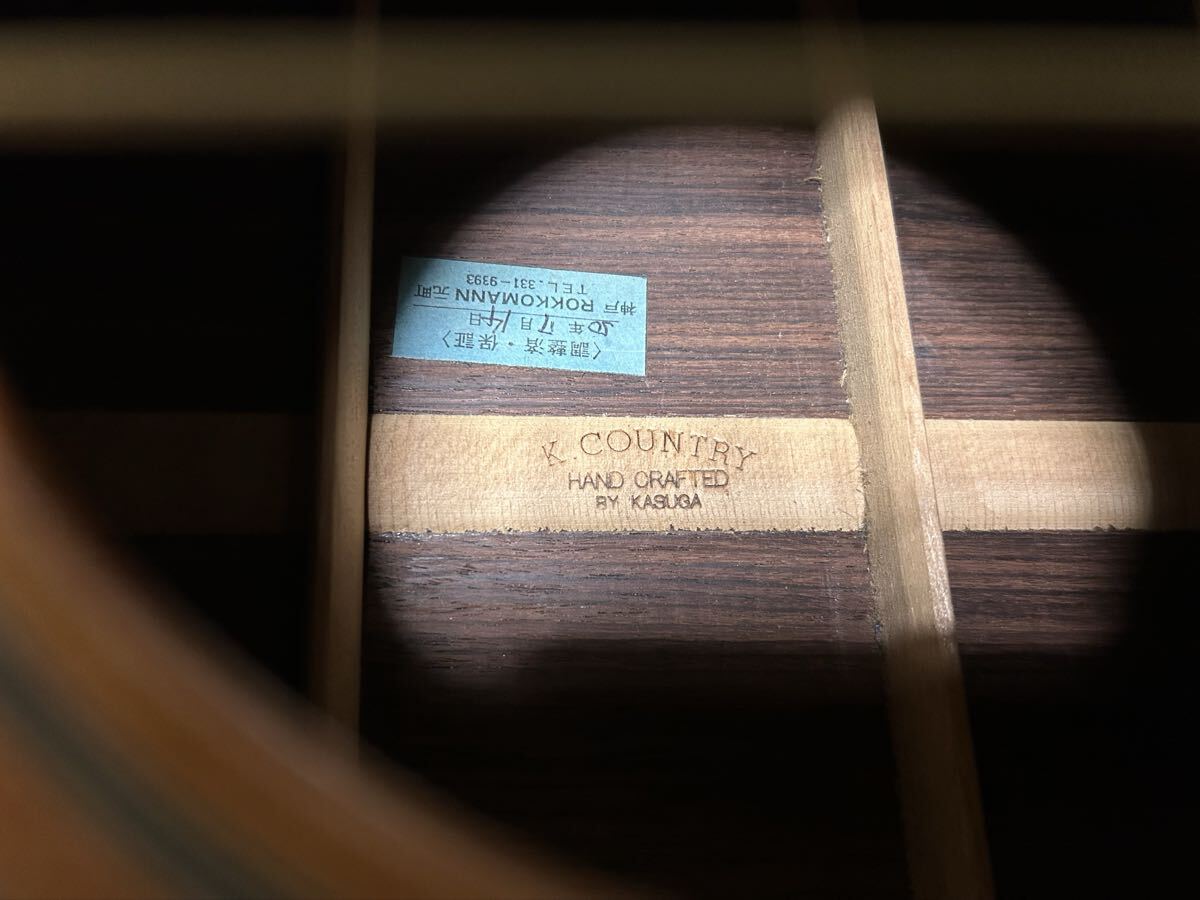 〈調整済・保証〉
50年7月14日
神戸 ROKKOMANN 元町
TEL.331-9393
K. COUNTRY
HAND CRAFTED
BY KASUGA